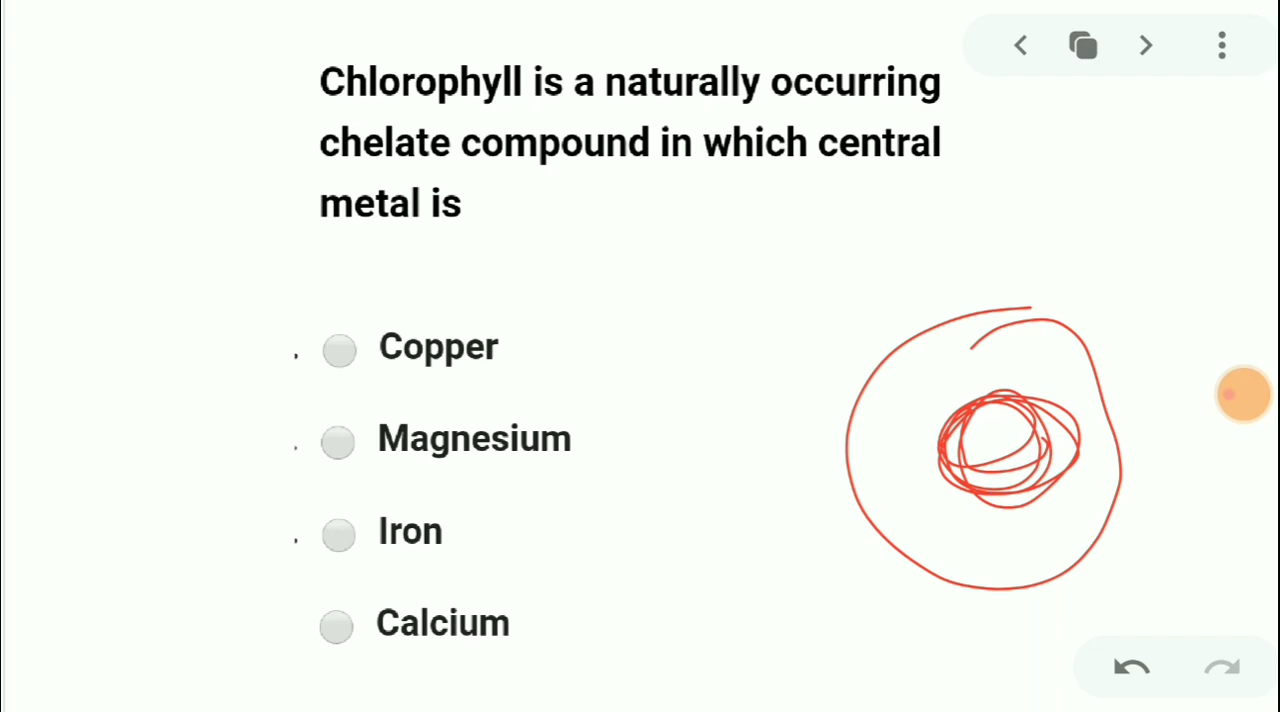 Chlorophyll is a naturally occurring
chelate compound in which central
metal is
Copper
Magnesium
Iron
Calcium